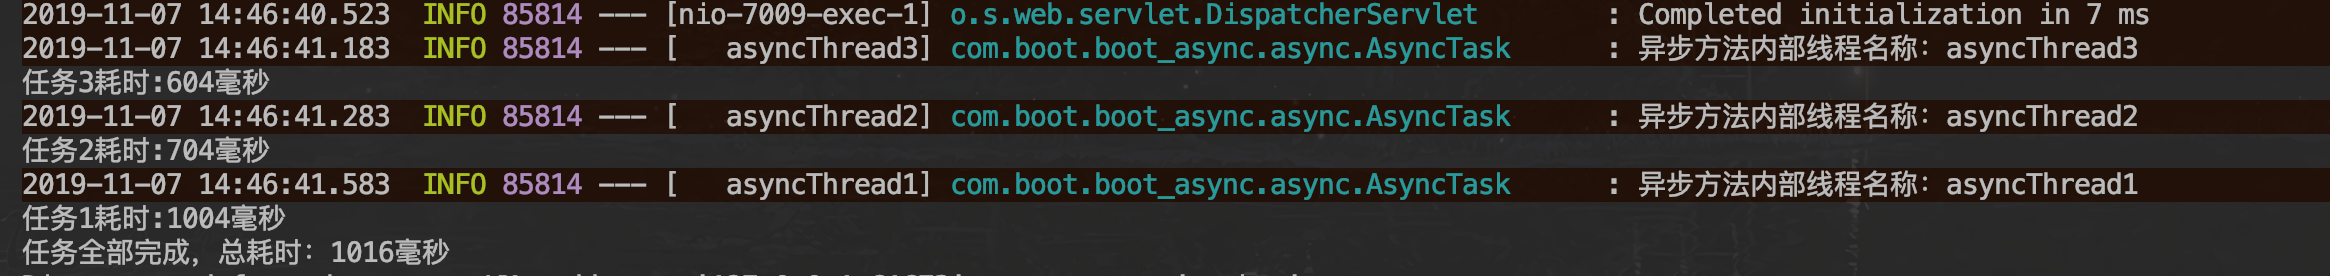 2019-11-07 14:46:40.523  INFO 85814 --- [nio-7009-exec-1] o.s.web.servlet.DispatcherServlet        : Completed initialization in 7 ms
2019-11-07 14:46:41.183  INFO 85814 --- [   asyncThread3] com.boot.boot_async.async.AsyncTask      : 异步方法内部线程名称：asyncThread3
任务3耗时:604毫秒
2019-11-07 14:46:41.283  INFO 85814 --- [   asyncThread2] com.boot.boot_async.async.AsyncTask      : 异步方法内部线程名称：asyncThread2
任务2耗时:704毫秒
2019-11-07 14:46:41.583  INFO 85814 --- [   asyncThread1] com.boot.boot_async.async.AsyncTask      : 异步方法内部线程名称：asyncThread1
任务1耗时:1004毫秒
任务全部完成，总耗时：1016毫秒